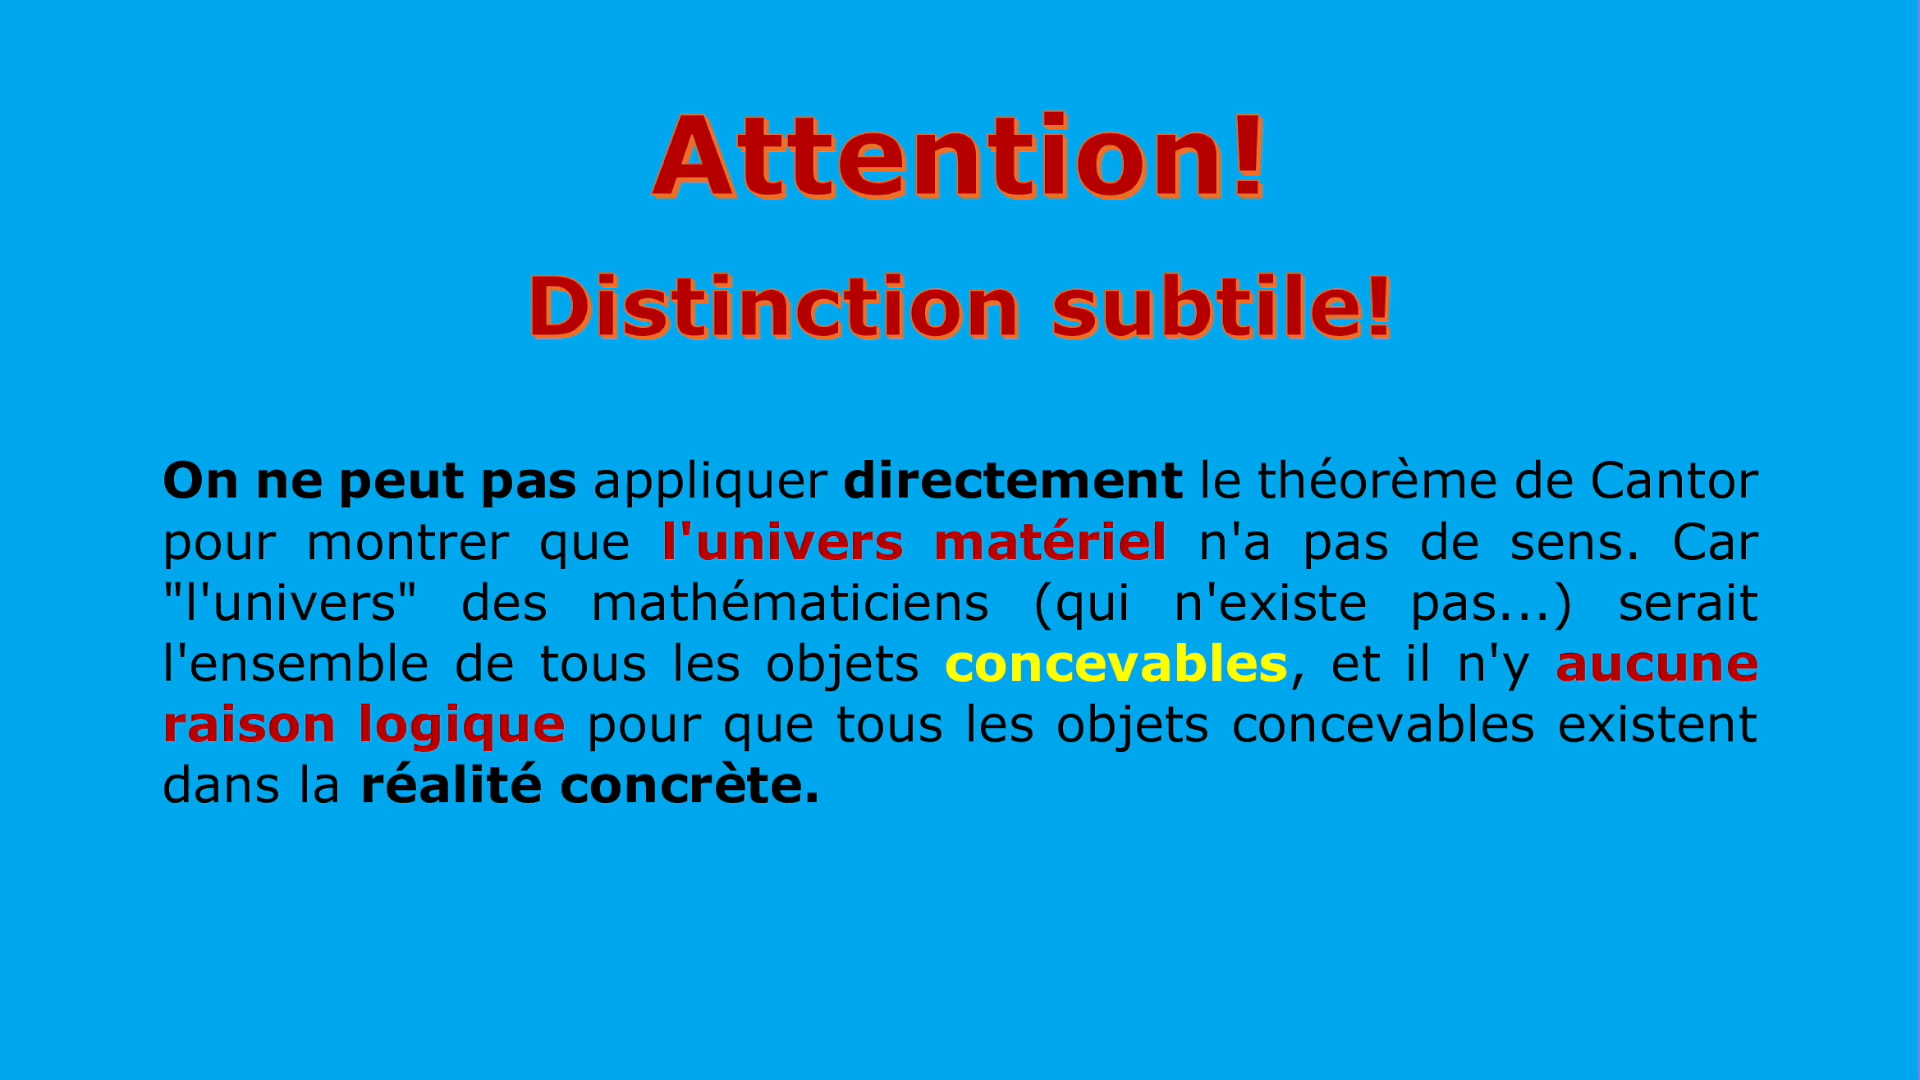 Attention!
Distinction subtile!
On ne peut pas appliquer directement le théorème de Cantor
pour montrer que l'univers matériel n'a pas de sens. Car
"l'univers" des mathématiciens (qui n'existe pas...) serait
l'ensemble de tous les objets concevables, et il n'y aucune
raison logique pour que tous les objets concevables existent
dans la réalité concrète.